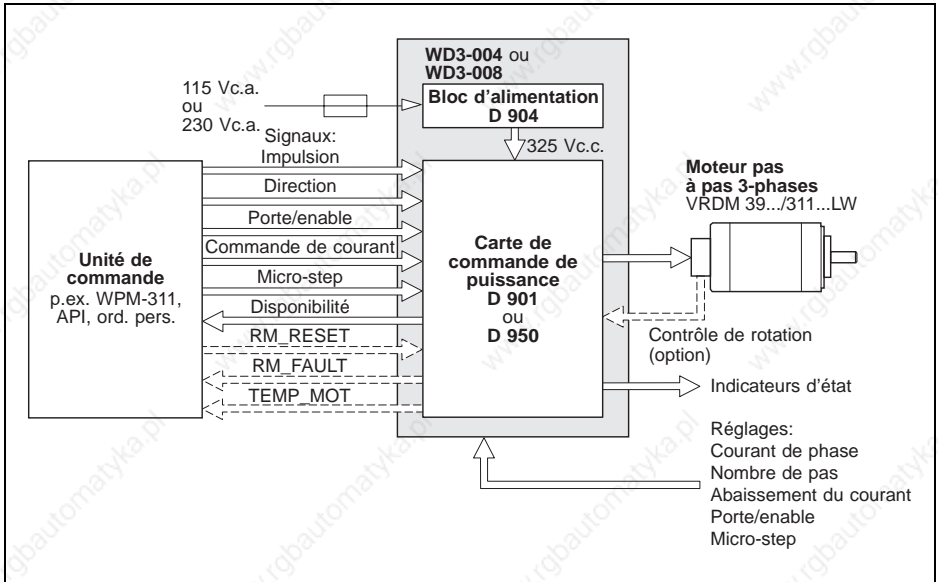 WD3-004 ou
WD3-008
115 Vc.a.
ou
230 Vc.a.
Bloc d'alimentation
D 904
325 Vc.c.
Signaux:
Impulsion
Direction
Porte/enable
Commande de courant
Micro-step
Disponibilité
RM_RESET
RM_FAULT
TEMP_MOT
Unité de
commande
p.ex. WPM-311,
API, ord. pers.
Carte de
commande de
puissance
D 901
ou
D 950
Moteur pas
à pas 3-phases
VRDM 39.../311...LW
Contrôle de rotation
(option)
Indicateurs d'état
Réglages:
Courant de phase
Nombre de pas
Abaissement du courant
Porte/enable
Micro-step
www.rgbautomatyka.pl